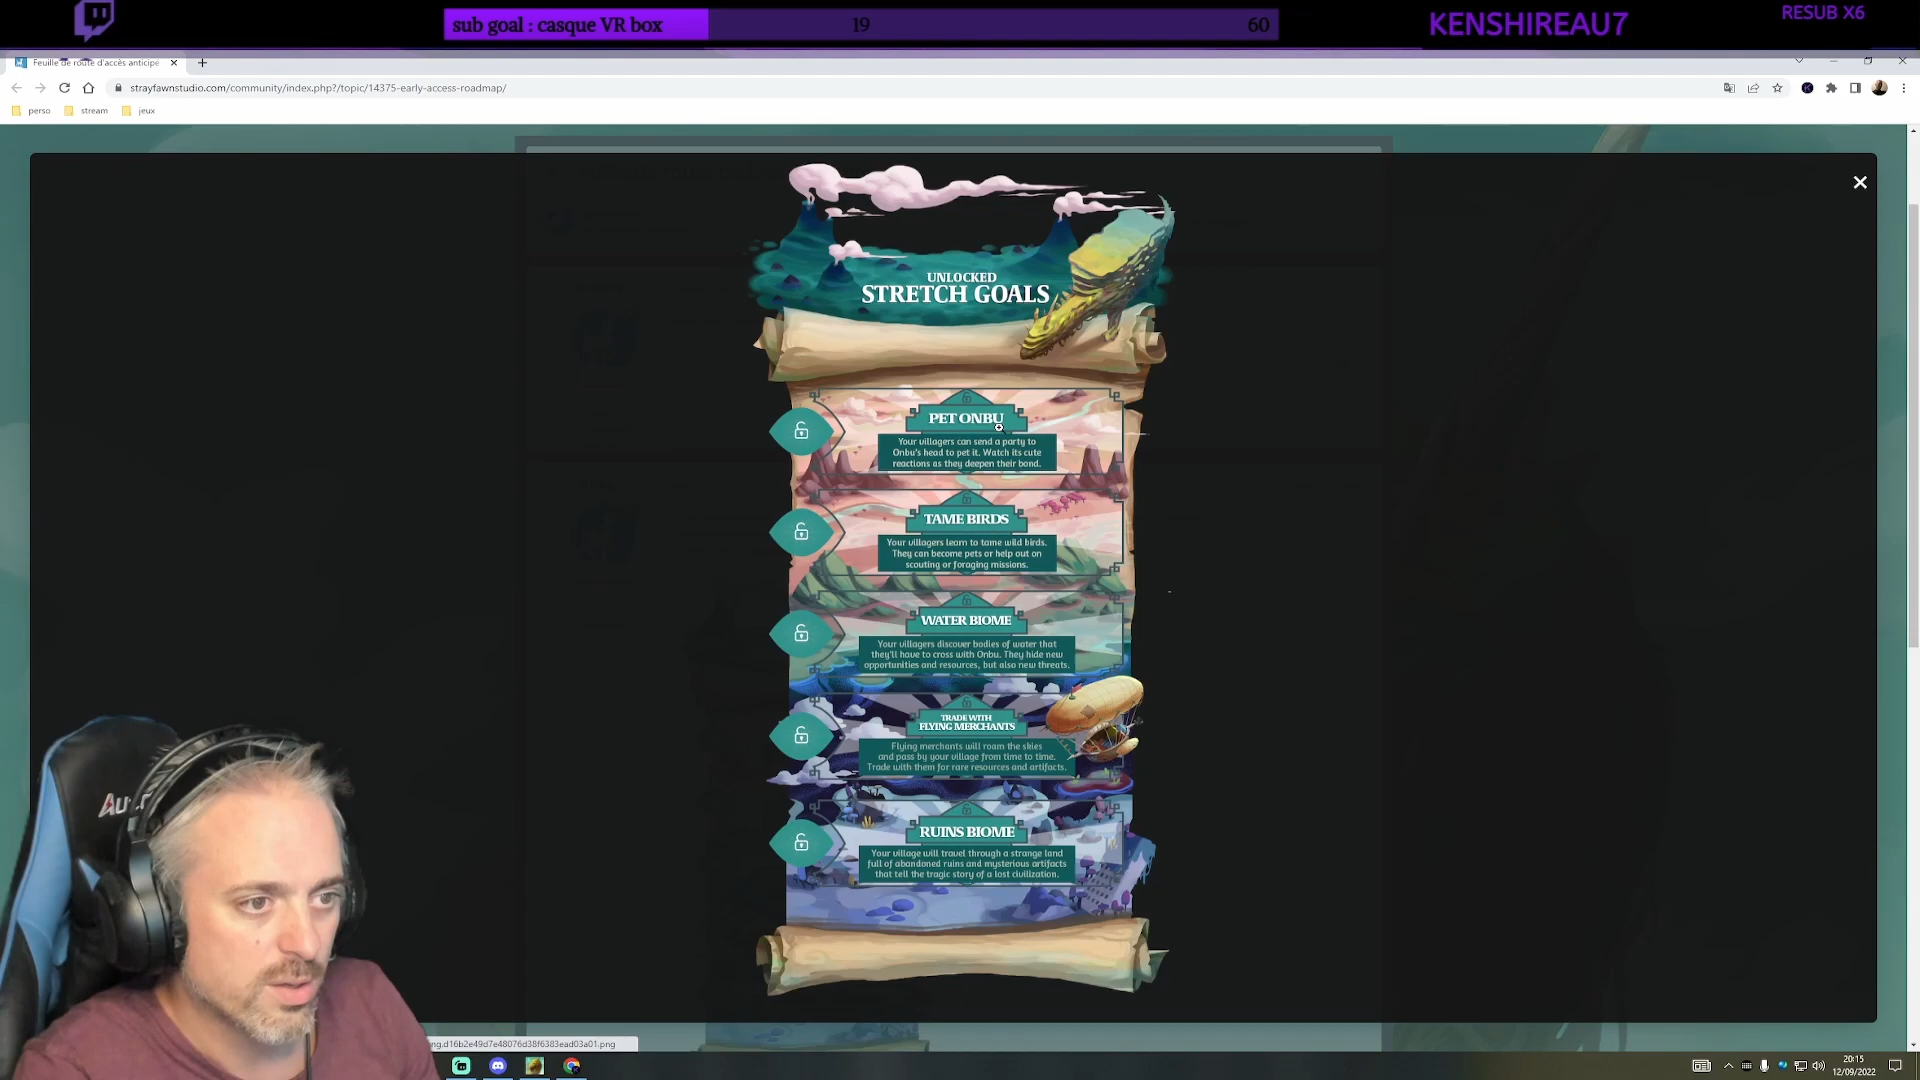 sub goal : casque VR box
19
60
KENSHIREAU7
RESUB X6
Feuille de route d'accès anticipé
strayfawnstudio.com/community/index.php?/topic/14375-early-access-roadmap/
perso
stream
jeux
UNLOCKED
STRETCH GOALS
PET ONBU
Your villagers can send a party to
Onbu's head to pet it. Watch its cute
reactions as they deepen their bond.
TAME BIRDS
Your villagers learn to tame wild birds.
They can become pets or help out on
scouting or foraging missions.
WATER BIOME
Your villagers discover bodies of water that
they'll have to cross with Onbu. They hide new
opportunities and resources, but also new threats.
TRADE WITH
FLYING MERCHANTS
Flying merchants will roam the skies
and pass by your village from time to time.
Trade with them for rare resources and artifacts.
RUINS BIOME
Your village will travel through a strange land
full of abandoned ruins and mysterious artifacts
that tell the tragic story of a lost civilization.
ng.d16b2e49d7e48076d38f6383ead03a01.png
20:15
12/09/2022